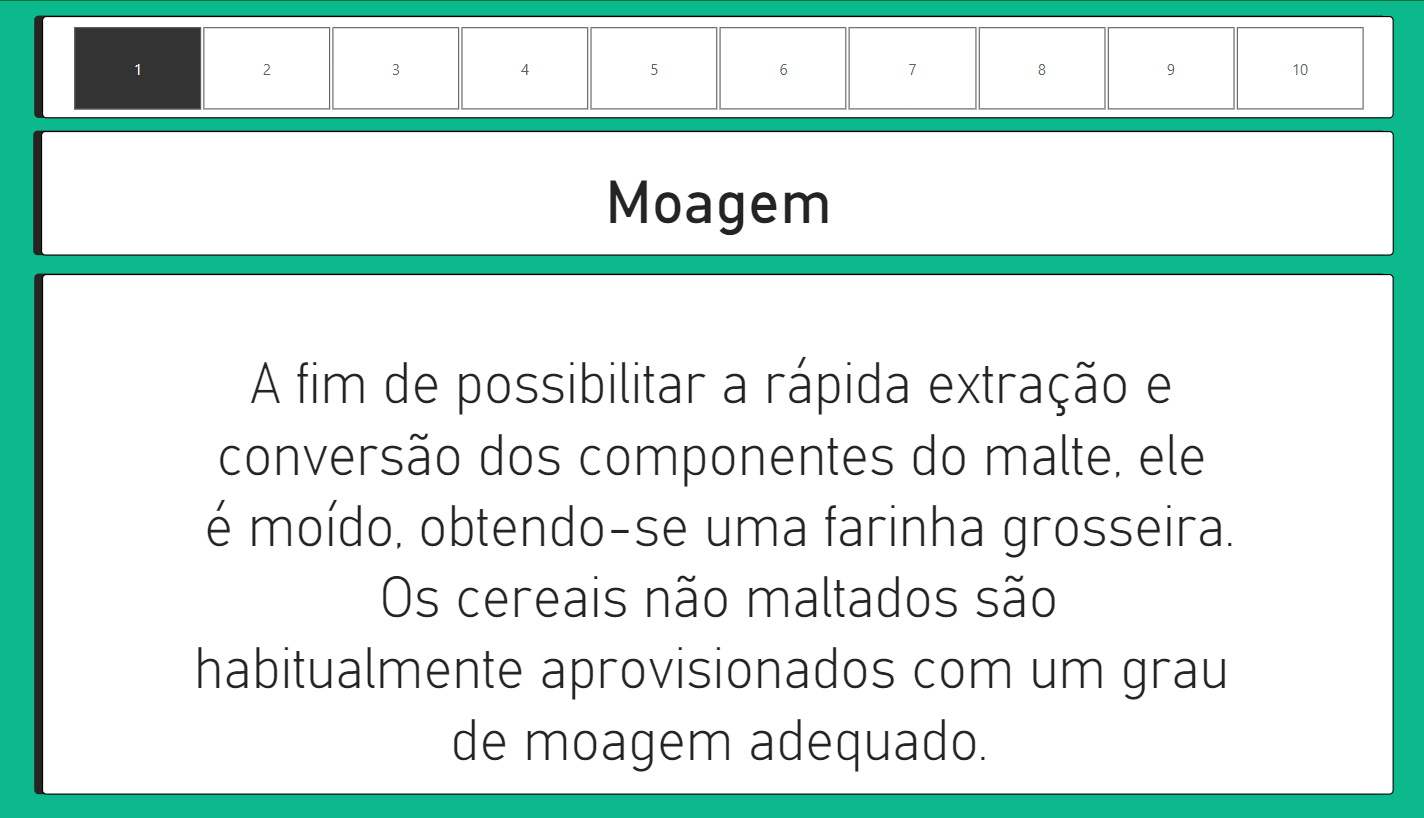 1 2 3 4 5 6 7 8 9 10
Moagem
A fim de possibilitar a rápida extração e
conversão dos componentes do malte, ele
é moído, obtendo-se uma farinha grosseira.
Os cereais não maltados são
habitualmente aprovisionados com um grau
de moagem adequado.